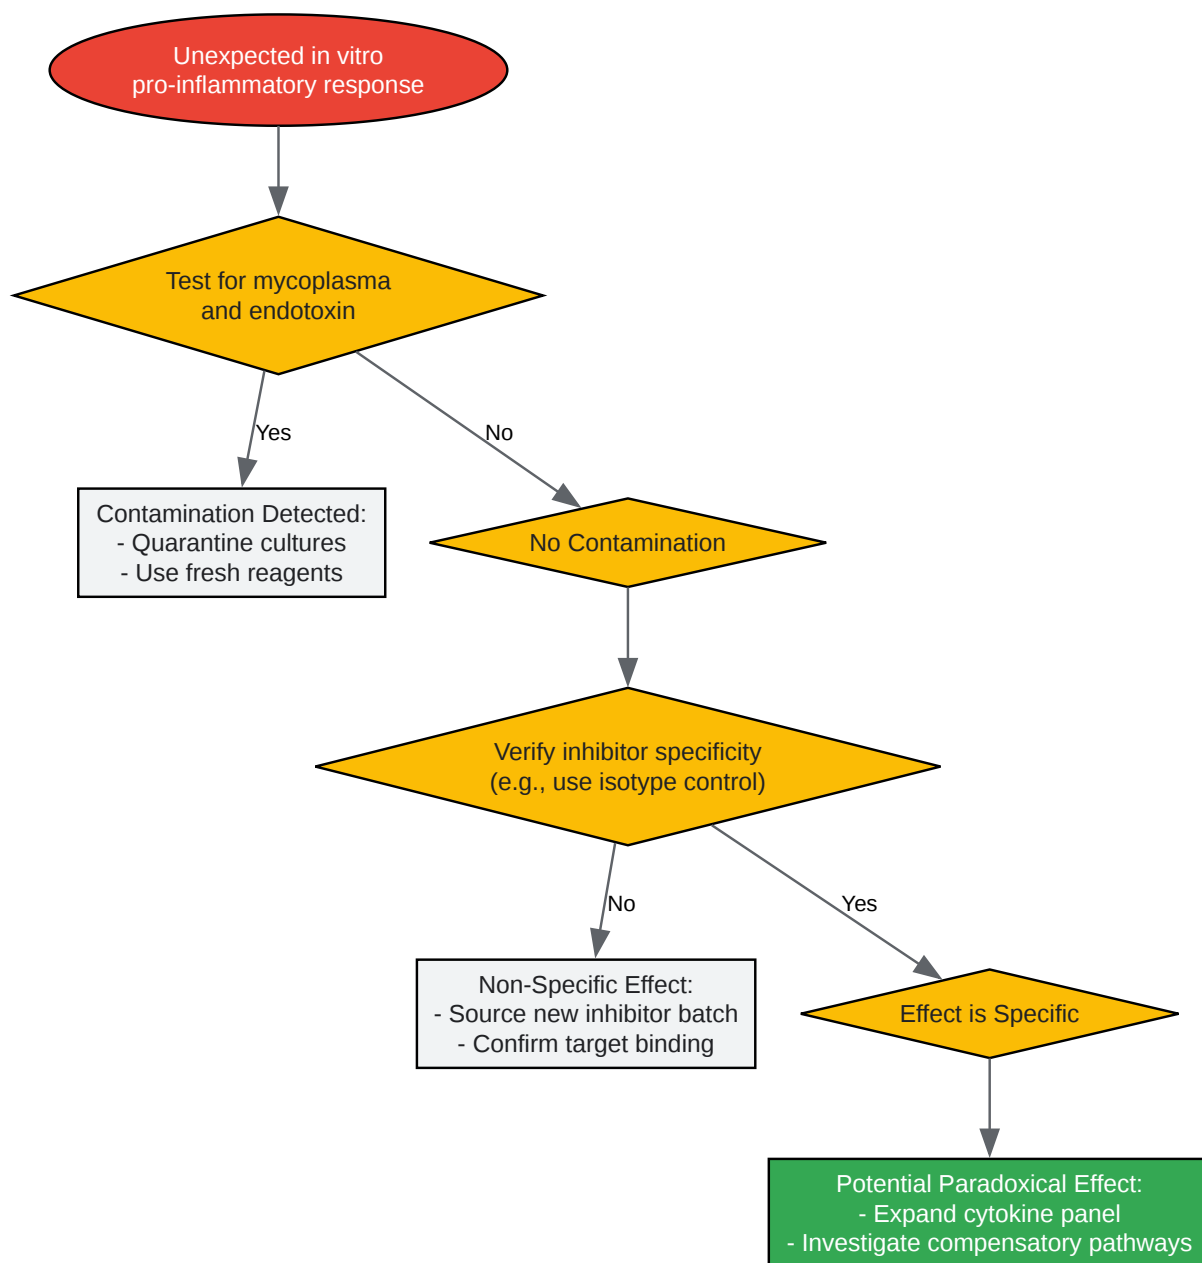 Unexpected in vitro
pro-inflammatory response
Test for mycoplasma
and endotoxin
Yes
No
Contamination Detected:
- Quarantine cultures
- Use fresh reagents
No Contamination
Verify inhibitor specificity
(e.g., use isotype control)
No
Yes
Non-Specific Effect:
- Source new inhibitor batch
- Confirm target binding
Effect is Specific
Potential Paradoxical Effect:
- Expand cytokine panel
- Investigate compensatory pathways